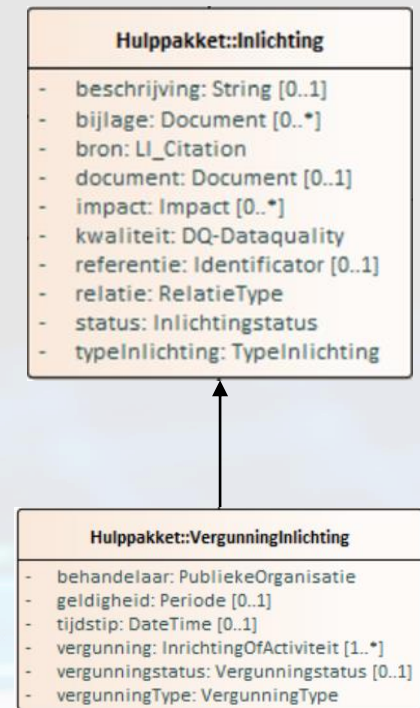 Hulppakket::Inlichting
- beschrijving: String [0..1]
- bijlage: Document [0..*]
- bron: LI_Citation
- document: Document [0..1]
- impact: Impact [0..*]
- kwaliteit: DQ-Dataquality
- referentie: Identificator [0..1]
- relatie: RelatieType
- status: Inlichtingstatus
- typeInlichting: TypeInlichting
Hulppakket::VergunningInlichting
- behandelaar: PubliekeOrganisatie
- geldigheid: Periode [0..1]
- tijdstip: DateTime [0..1]
- vergunning: InrichtingOfActiviteit [1..*]
- vergunningstatus: Vergunningstatus [0..1]
- vergunningType: VergunningType